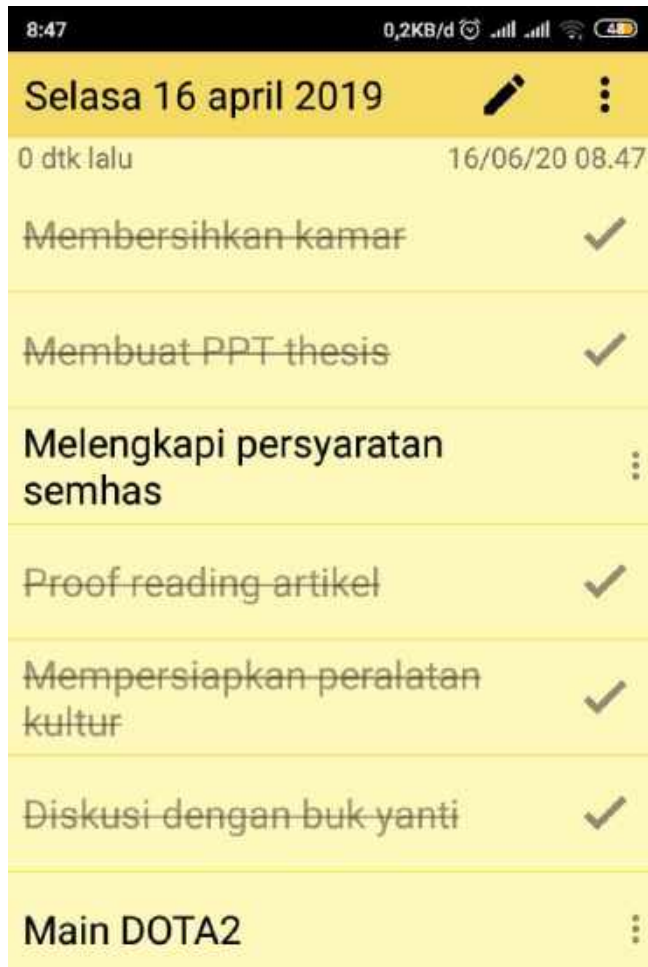 8:47 0,2KB/d 48
Selasa 16 april 2019
0 dtk lalu 16/06/20 08.47
Membersihkan kamar
Membuat PPT thesis
Melengkapi persyaratan
semhas
Proof reading artikel
Mempersiapkan peralatan
kultur
Diskusi dengan buk yanti
Main DOTA2